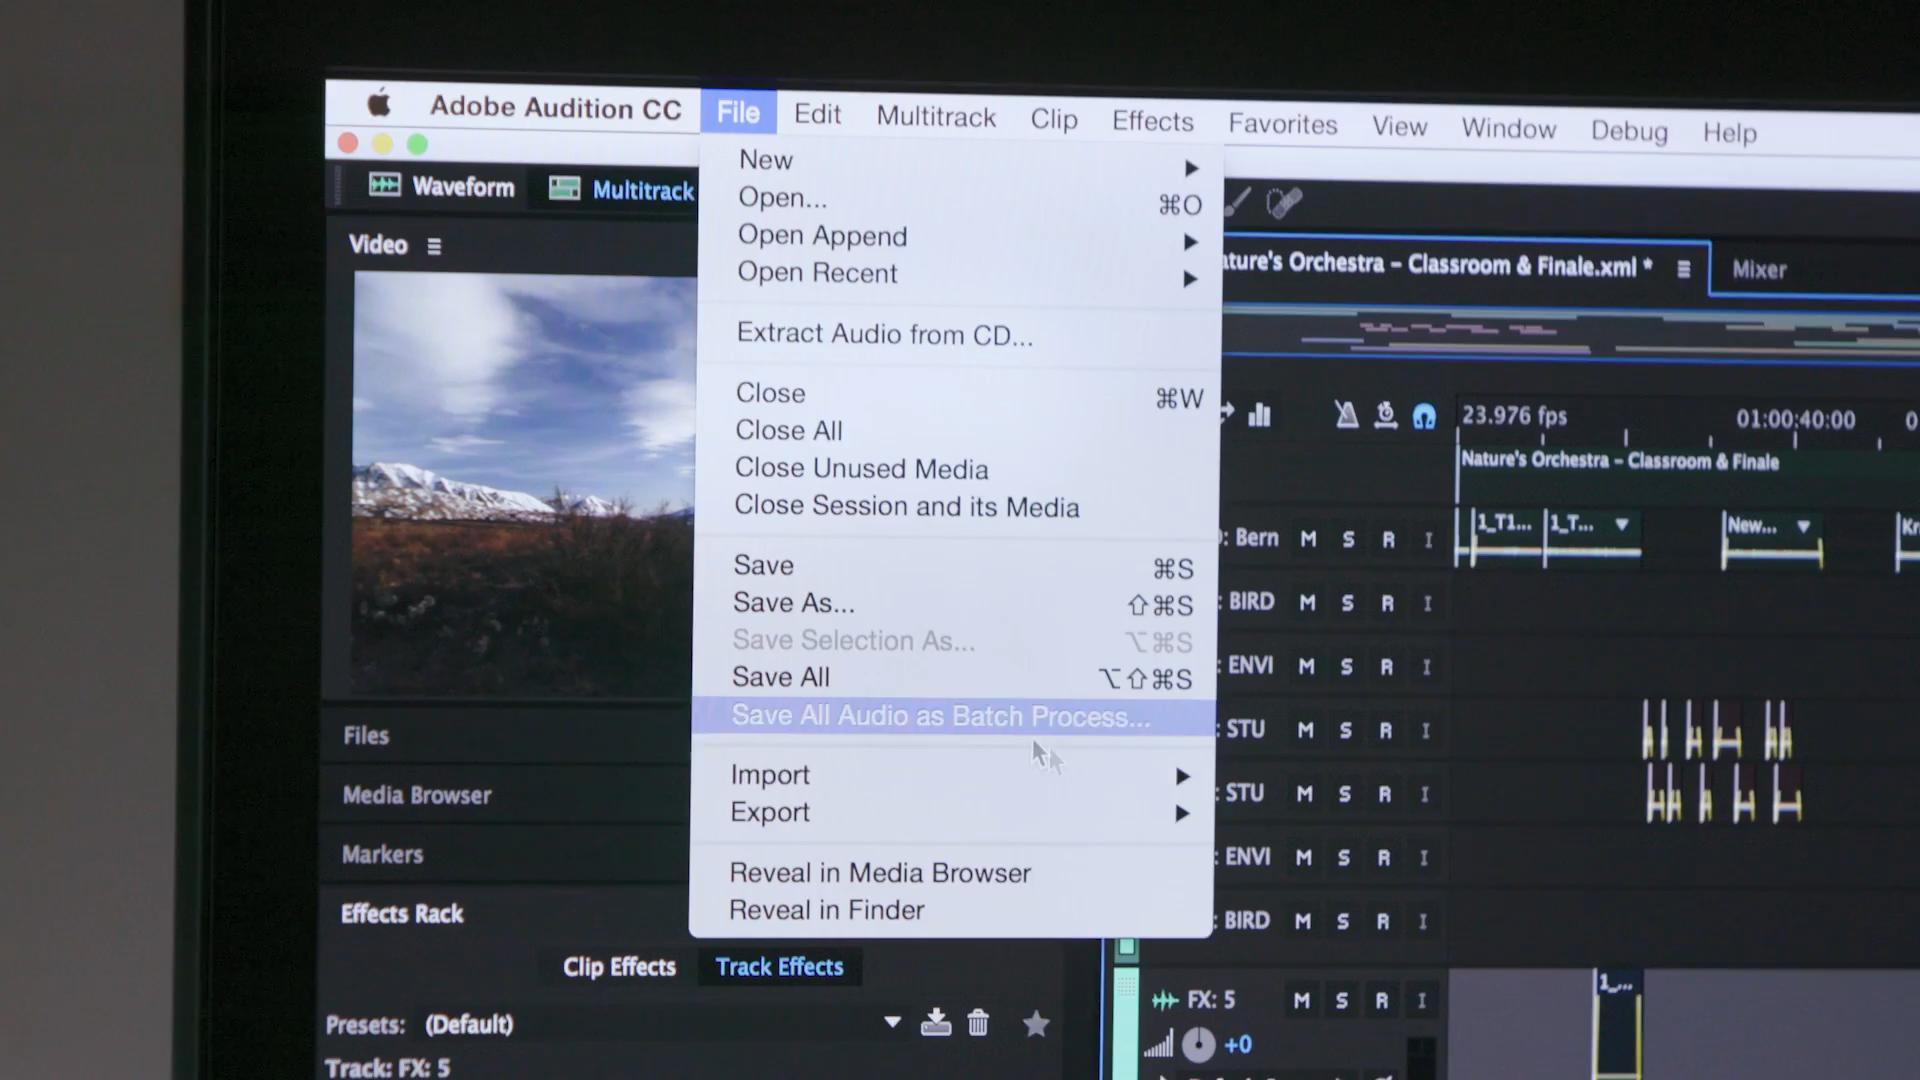 Adobe Audition CC File Edit Multitrack Clip Effects Favorites View Window Debug Help
Waveform Multitrack
Video
New
Open... ⌘O
Open Append
Open Recent
Extract Audio from CD...
Close ⌘W
Close All
Close Unused Media
Close Session and its Media
Save ⌘S
Save As... ⇧⌘S
Save Selection As... ⌥⌘S
Save All ⌥⇧⌘S
Save All Audio as Batch Process...
Import
Export
Reveal in Media Browser
Reveal in Finder
Files
Media Browser
Markers
Effects Rack
Clip Effects Track Effects
Presets: (Default)
Track: FX: 5
ture's Orchestra – Classroom & Finale.xml * Mixer
23.976 fps 01:00:40:00
Nature's Orchestra – Classroom & Finale
: Bern M S R I 1_T1... 1_T... New...
: BIRD M S R I
: ENVI M S R I
: STU M S R I
: STU M S R I
: ENVI M S R I
: BIRD M S R I
FX: 5 M S R I 1_...
+0